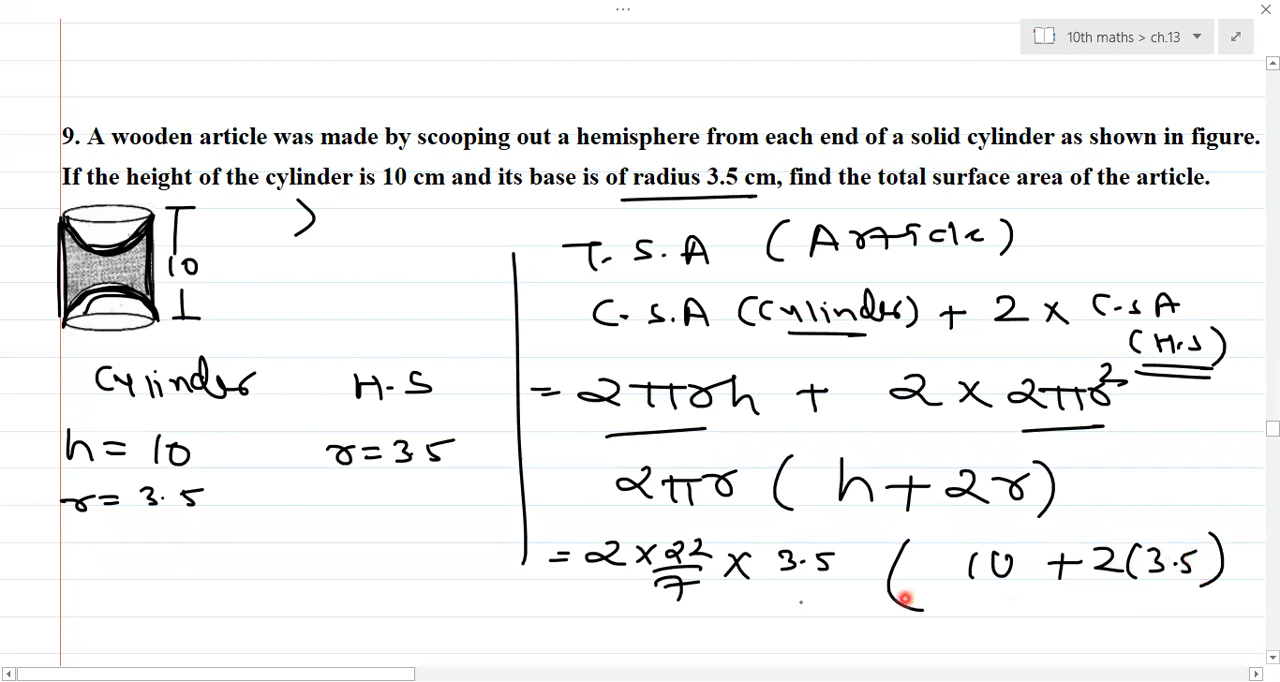 10th maths > ch.13
9. A wooden article was made by scooping out a hemisphere from each end of a solid cylinder as shown in figure.
If the height of the cylinder is 10 cm and its base is of radius 3.5 cm, find the total surface area of the article.
10
Cylinder H.S
h = 10 r = 3.5
r = 3.5
T.S.A (Article)
C.S.A (Cylinder) + 2 × C.S.A
(H.S)
= 2πrh + 2 × 2πr²
2πr (h + 2r)
= 2 × 22/7 × 3.5 ( 10 + 2(3.5)